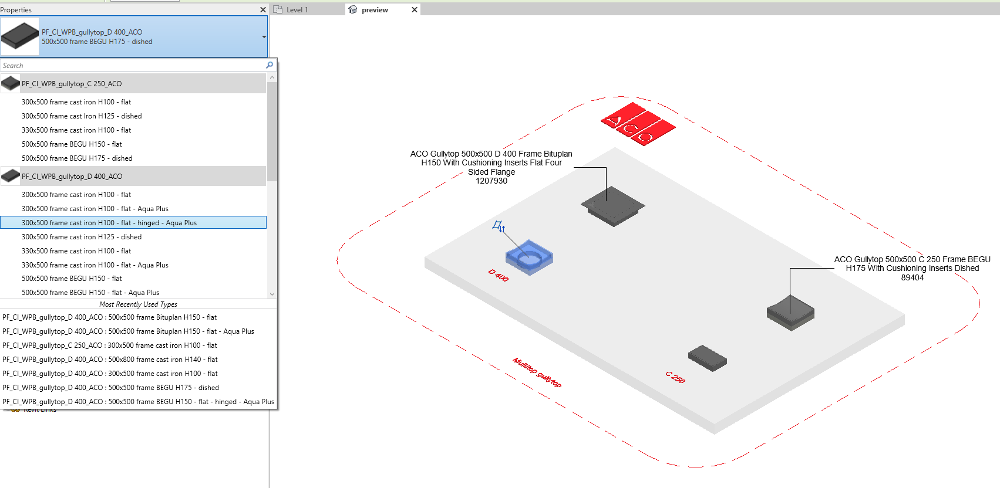 Properties
Level 1
preview
PF_CI_WPB_gullytop_D 400_ACO
500x500 frame BEGU H175 - dished
Search
PF_CI_WPB_gullytop_C 250_ACO
300x500 frame cast iron H100 - flat
300x500 frame cast Iron H125 - dished
330x500 frame cast iron H100 - flat
500x500 frame BEGU H150 - flat
500x500 frame BEGU H175 - dished
PF_CI_WPB_gullytop_D 400_ACO
300x500 frame cast iron H100 - flat
300x500 frame cast iron H100 - flat - Aqua Plus
300x500 frame cast iron H100 - flat - hinged - Aqua Plus
300x500 frame cast iron H125 - dished
330x500 frame cast iron H100 - flat
330x500 frame cast iron H100 - flat - Aqua Plus
500x500 frame BEGU H150 - flat
500x500 frame BEGU H150 - flat - Aqua Plus
Most Recently Used Types
PF_CI_WPB_gullytop_D 400_ACO : 500x500 frame Bituplan H150 - flat
PF_CI_WPB_gullytop_D 400_ACO : 500x500 frame Bituplan H150 - flat - Aqua Plus
PF_CI_WPB_gullytop_C 250_ACO : 300x500 frame cast iron H100 - flat
PF_CI_WPB_gullytop_D 400_ACO : 500x800 frame cast iron H140 - flat
PF_CI_WPB_gullytop_D 400_ACO : 300x500 frame cast iron H100 - flat
PF_CI_WPB_gullytop_D 400_ACO : 500x500 frame BEGU H175 - dished
PF_CI_WPB_gullytop_D 400_ACO : 500x500 frame BEGU H150 - flat - hinged - Aqua Plus
Revit Links
ACO
ACO Gullytop 500x500 D 400 Frame Bituplan
H150 With Cushioning Inserts Flat Four
Sided Flange
1207930
D 400
ACO Gullytop 500x500 C 250 Frame BEGU
H175 With Cushioning Inserts Dished
89404
Multitop gullytop
C 250